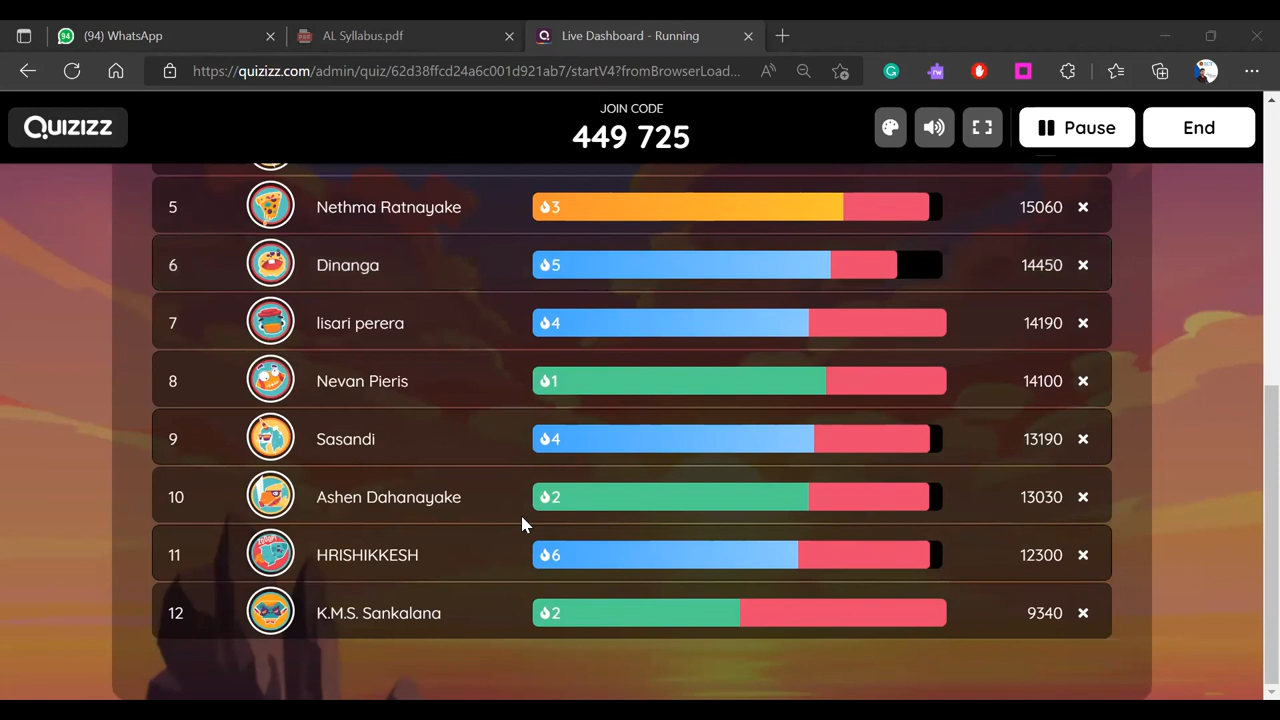 94 (94) WhatsApp
AL Syllabus.pdf
Live Dashboard - Running
https://quizizz.com/admin/quiz/62d38ffcd24a6c001d921ab7/startV4?fromBrowserLoad...
Quizizz
JOIN CODE
449 725
Pause
End
5 Nethma Ratnayake 3 15060
6 Dinanga 5 14450
7 lisari perera 4 14190
8 Nevan Pieris 1 14100
9 Sasandi 4 13190
10 Ashen Dahanayake 2 13030
11 HRISHIKKESH 6 12300
12 K.M.S. Sankalana 2 9340